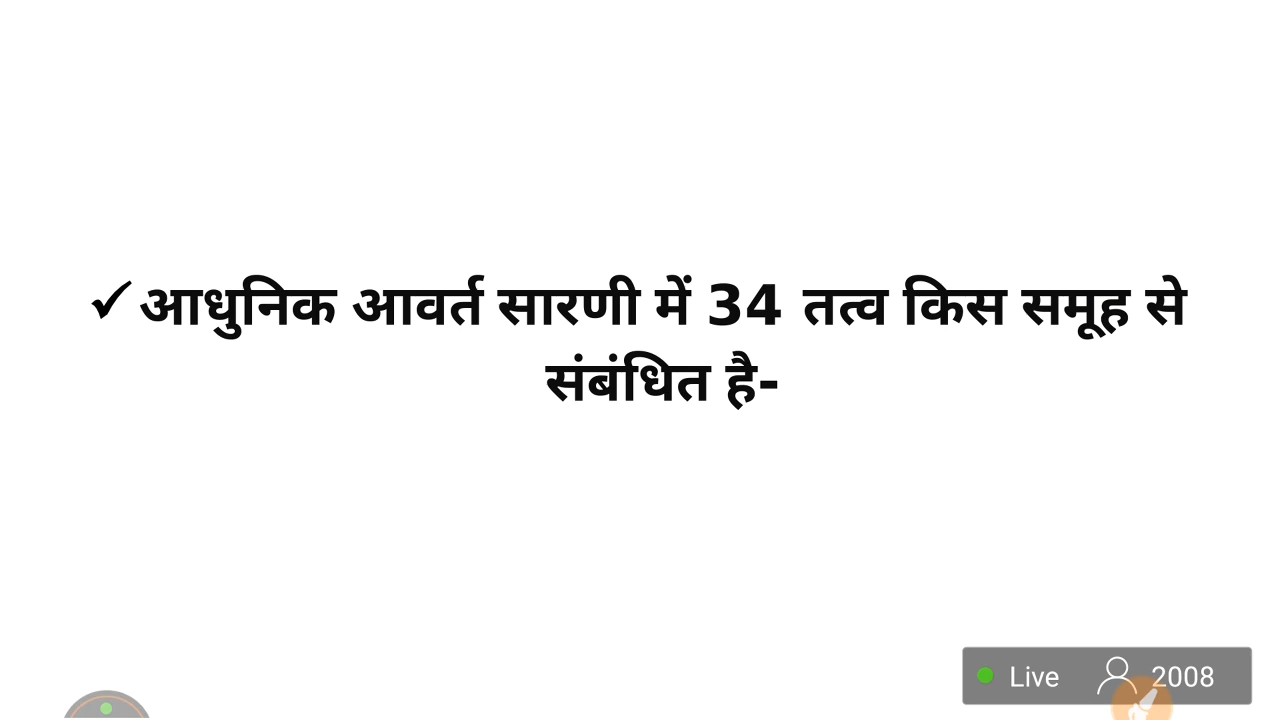 ✓आधुनिक आवर्त सारणी में 34 तत्व किस समूह से
संबंधित है-
Live 2008